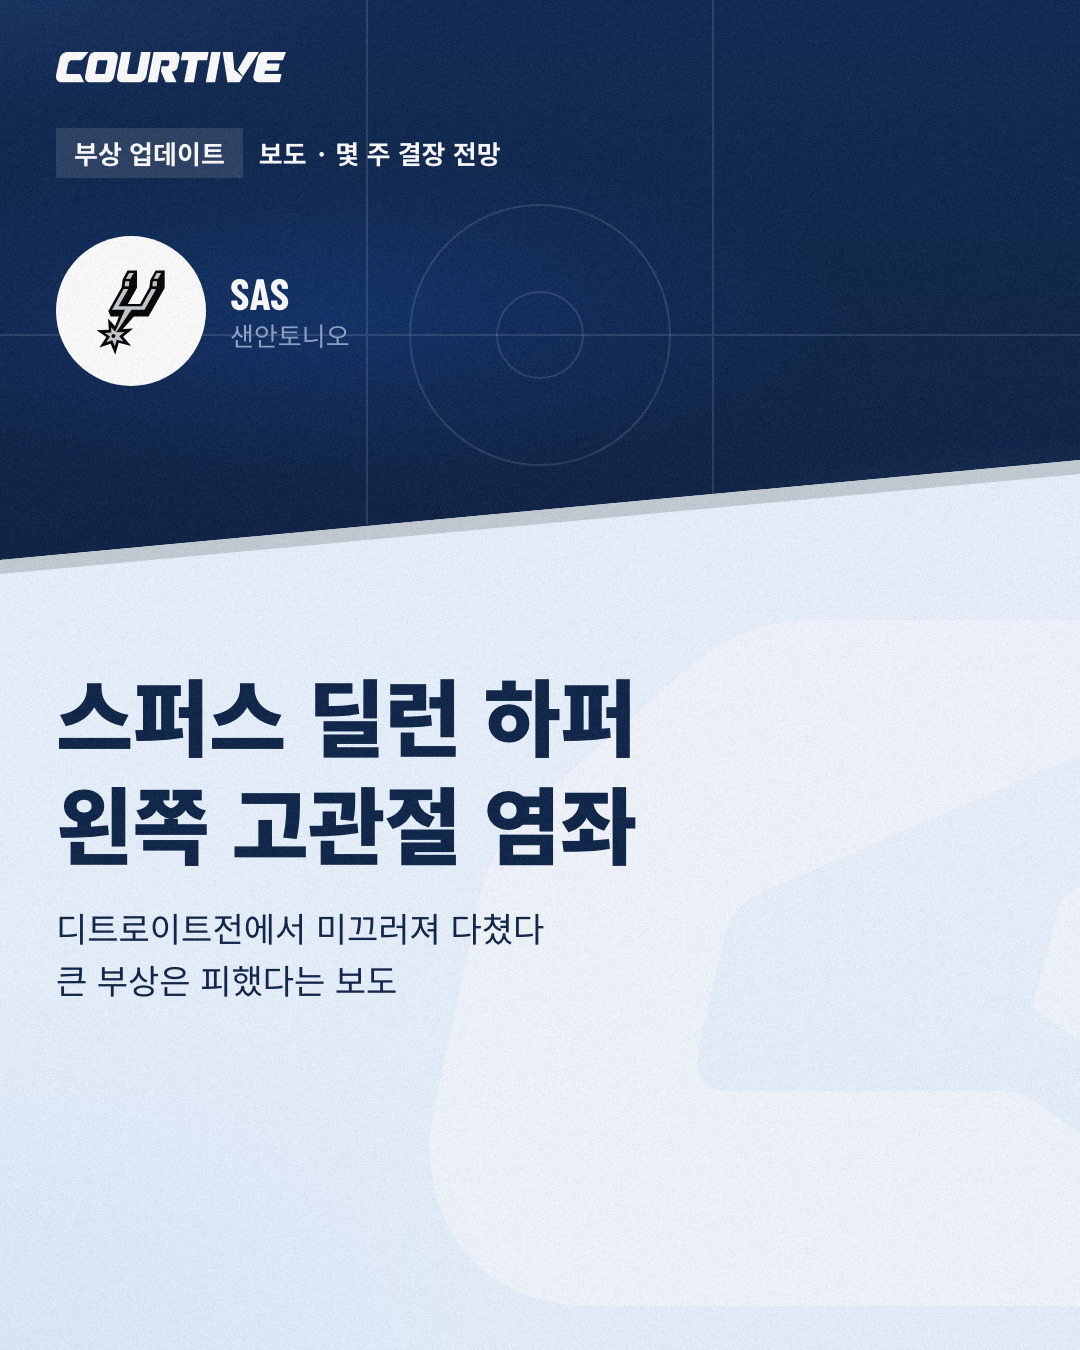 COURTIVE
부상 업데이트 보도 · 몇 주 결장 전망
SAS
샌안토니오
스퍼스 딜런 하퍼
왼쪽 고관절 염좌
디트로이트전에서 미끄러져 다쳤다
큰 부상은 피했다는 보도